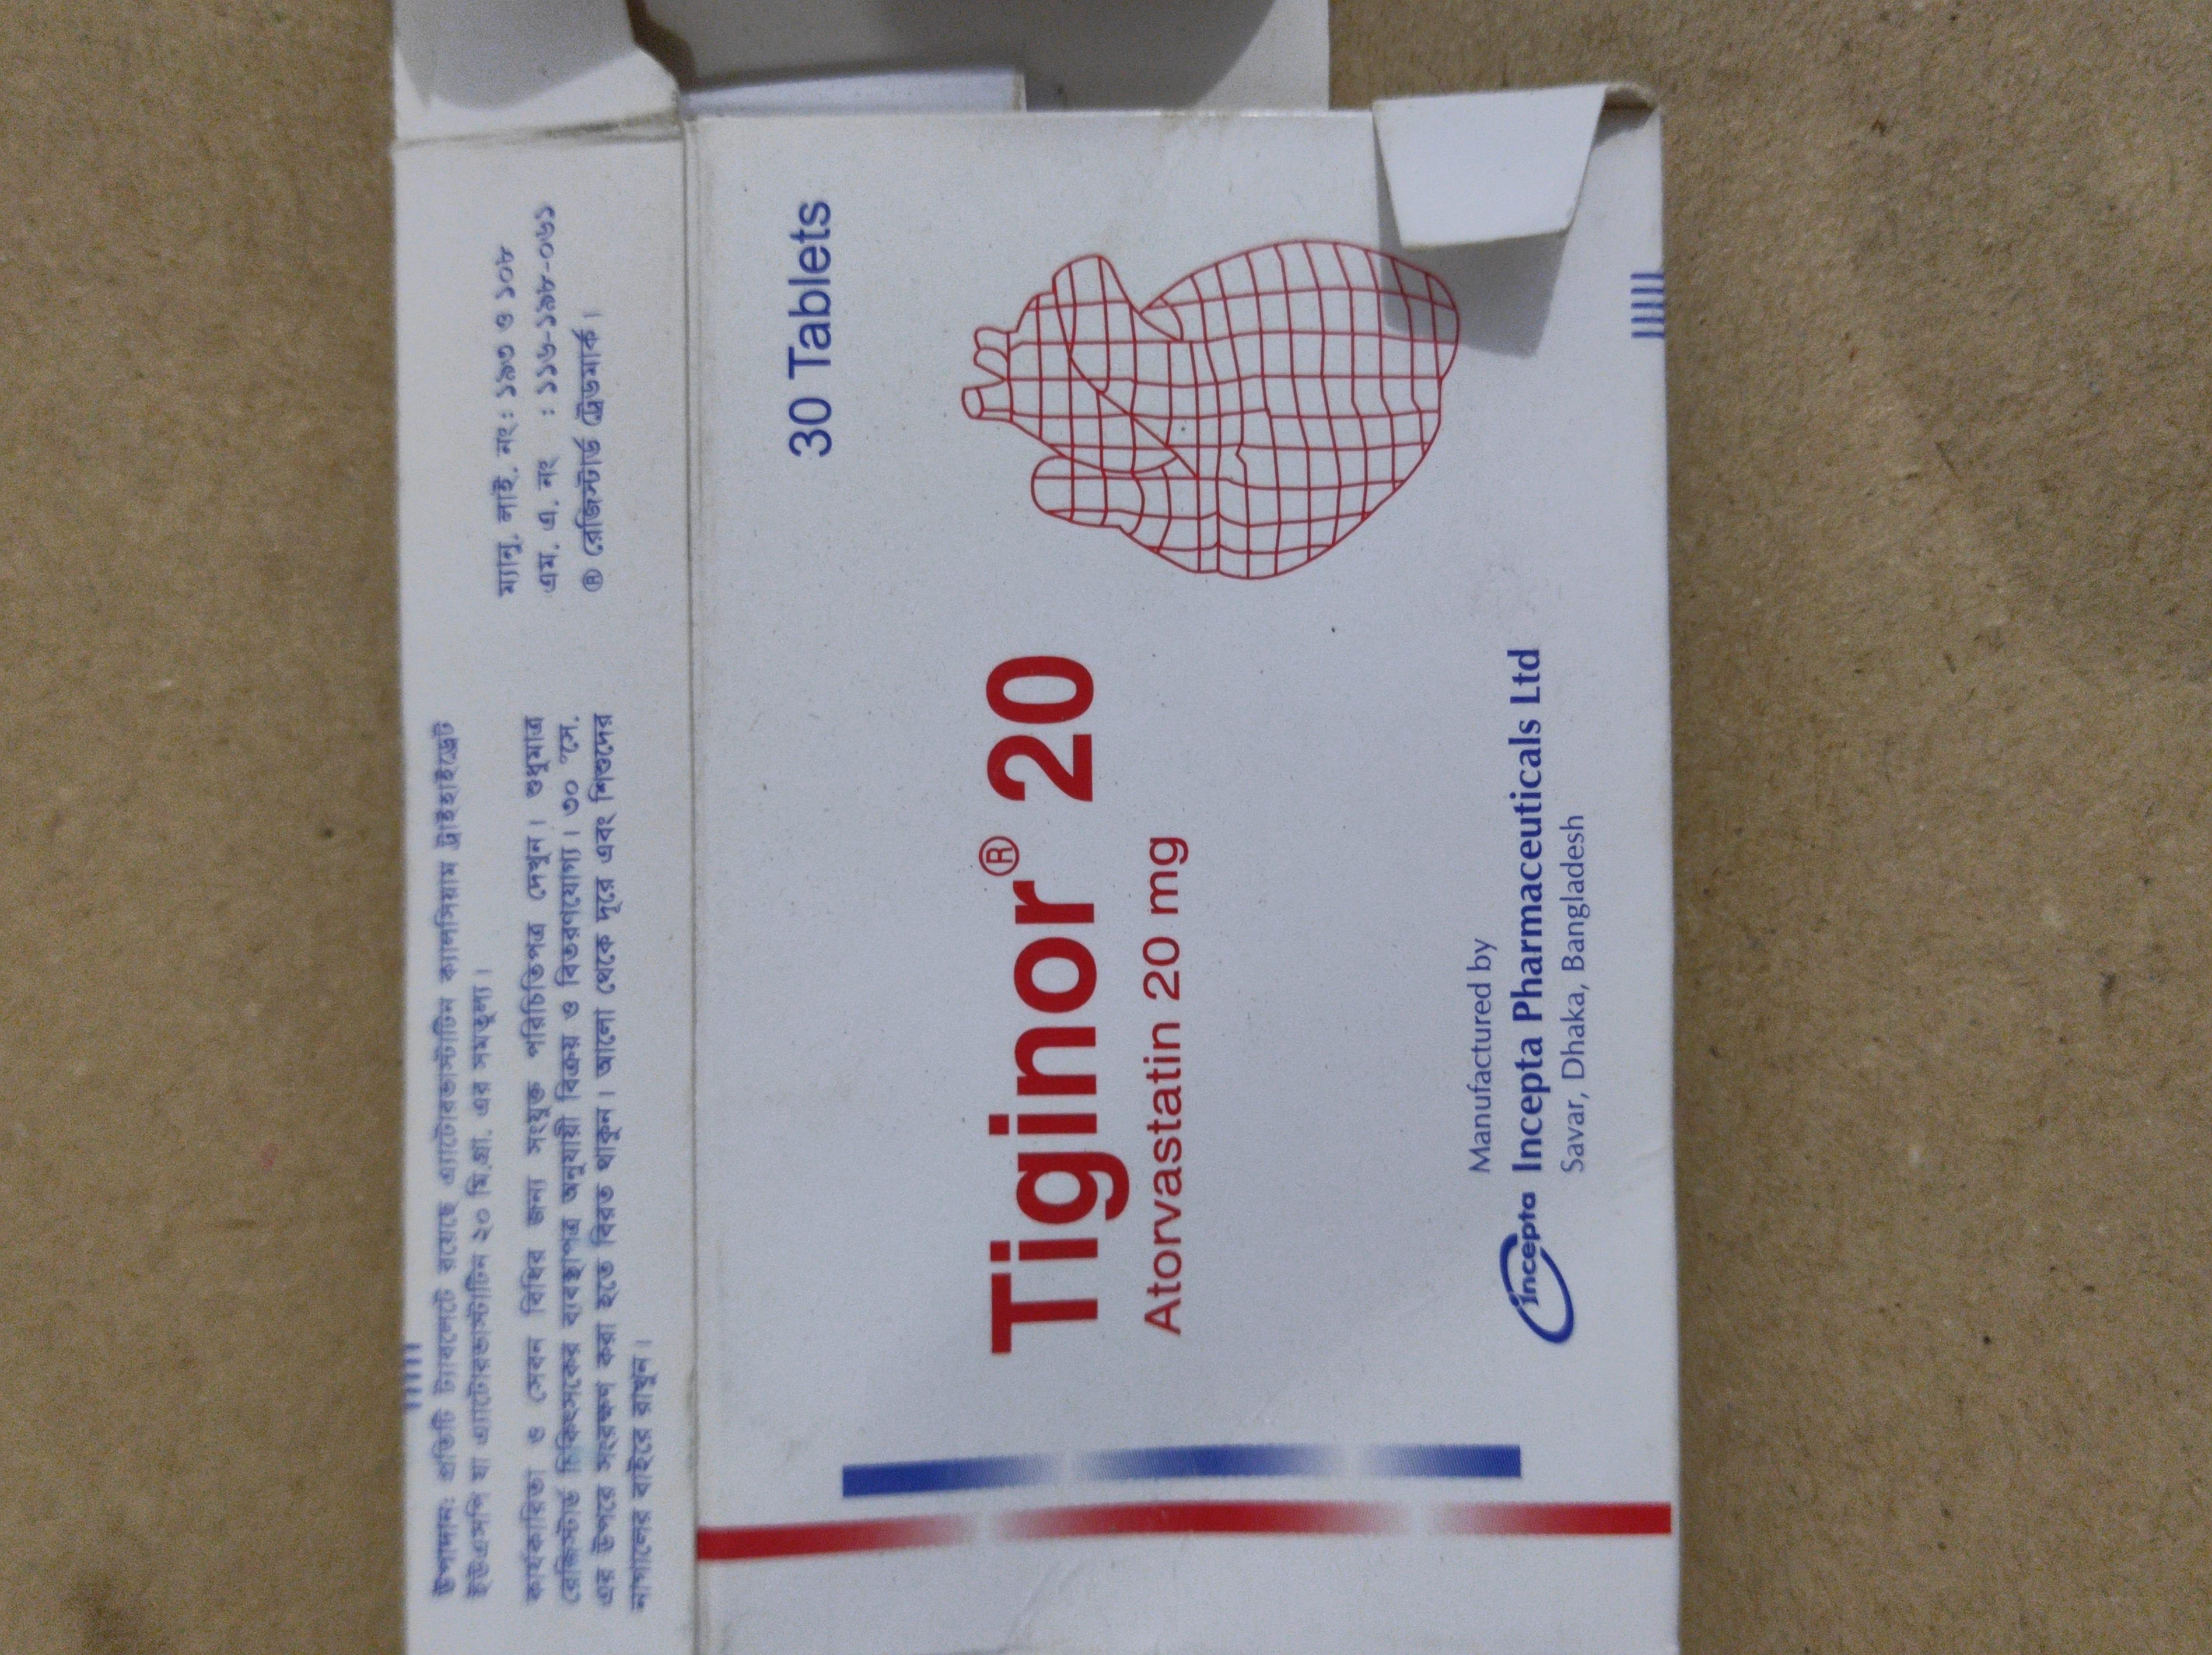 উপাদান: প্রতিটি ট্যাবলেটে রয়েছে এ্যাটোরভাস্টাটিন ক্যালসিয়াম ট্রাইহাইড্রেট
ইউএসপি যা এ্যাটোরভাস্টাটিন ২০ মি.গ্রা. এর সমতুল্য।
কার্যকারিতা ও সেবন বিধির জন্য সংযুক্ত পরিচিতিপত্র দেখুন। শুধুমাত্র
রেজিস্টার্ড চিকিৎসকের ব্যবস্থাপত্র অনুযায়ী বিক্রয় ও বিতরণযোগ্য। ৩০ °সে.
এর উপরে সংরক্ষণ করা হতে বিরত থাকুন। আলো থেকে দূরে এবং শিশুদের
নাগালের বাইরে রাখুন।
ম্যানু. লাই. নং: ১৯৩ ও ১০৮
এম. এ. নং : ১১৬-১৯৮-০৬১
® রেজিস্টার্ড ট্রেডমার্ক।
30 Tablets
Tiginor® 20
Atorvastatin 20 mg
Manufactured by
incepta Incepta Pharmaceuticals Ltd
Savar, Dhaka, Bangladesh